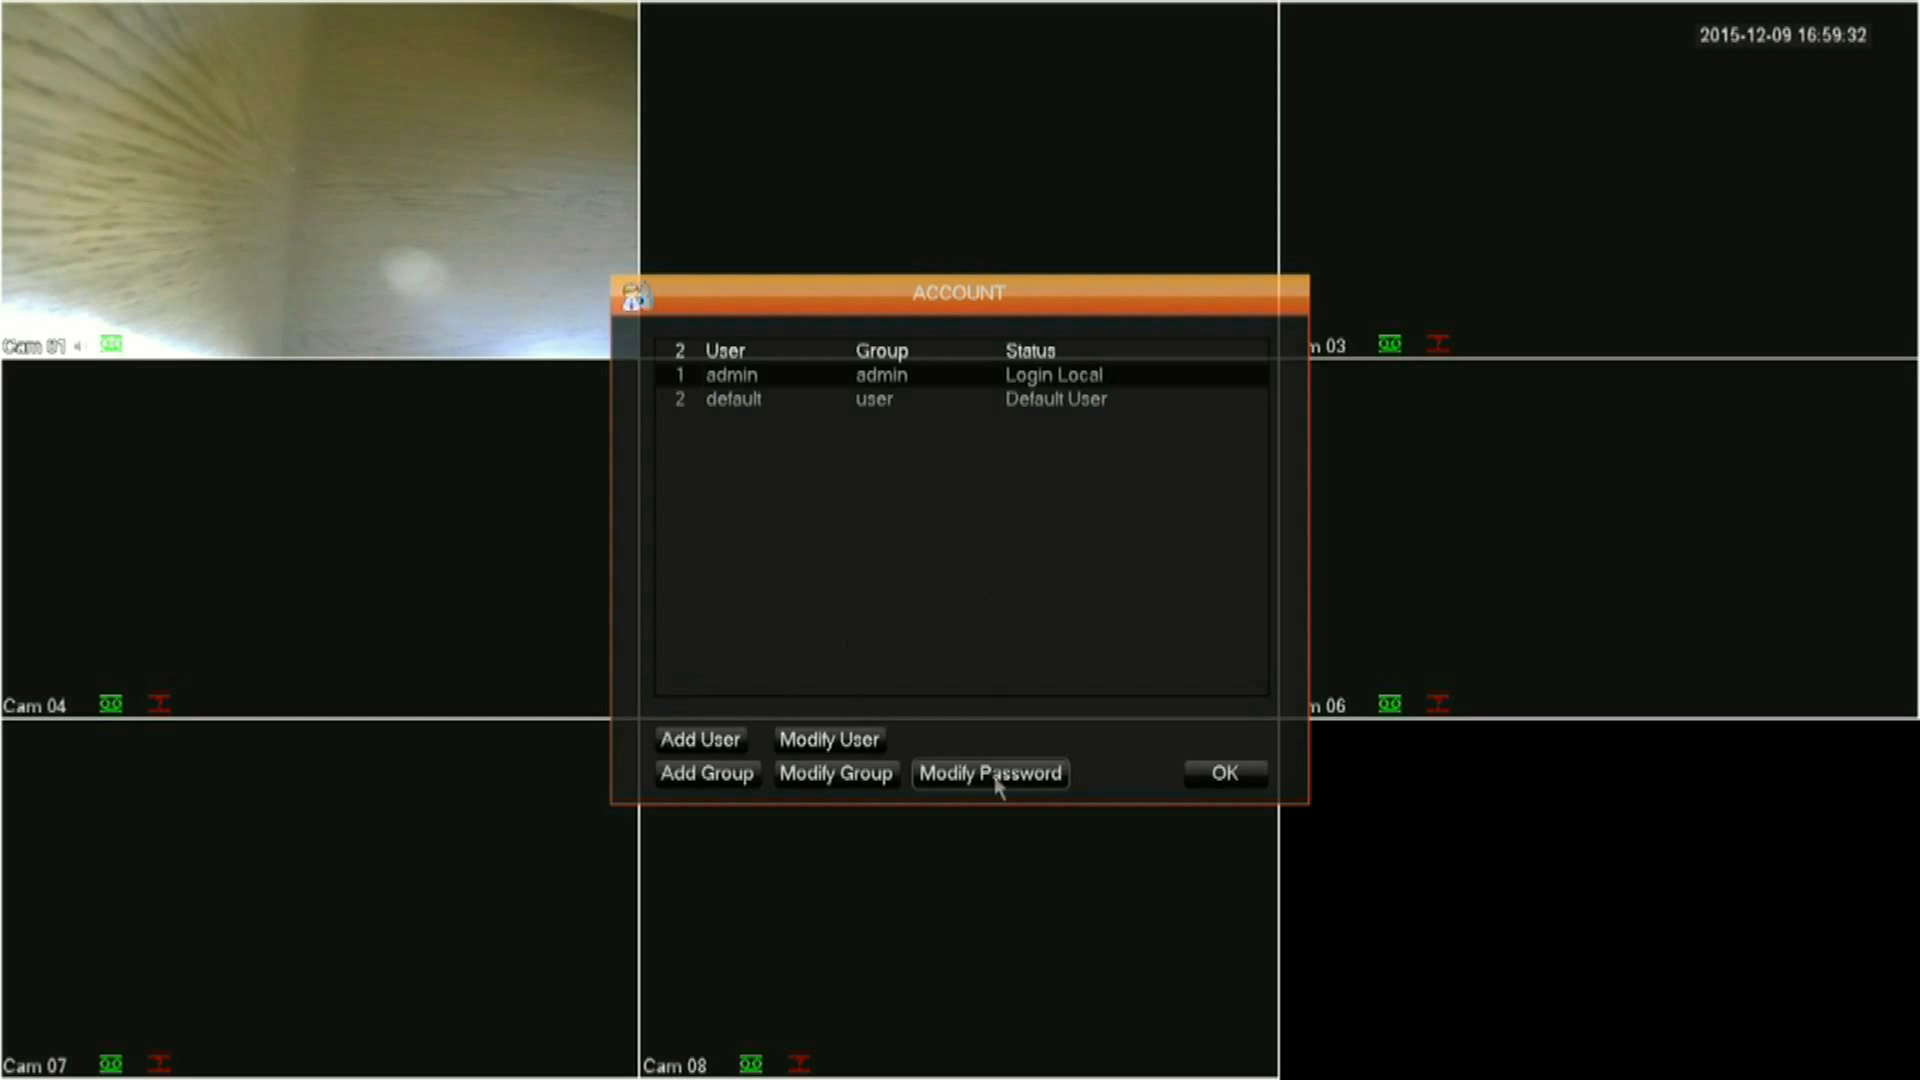 2015-12-09 16:59:32
ACCOUNT
2 User Group Status
1 admin admin Login Local
2 default user Default User
Cam 01
m 03
Cam 04
m 06
Add User Modify User
Add Group Modify Group Modify Password OK
Cam 07
Cam 08